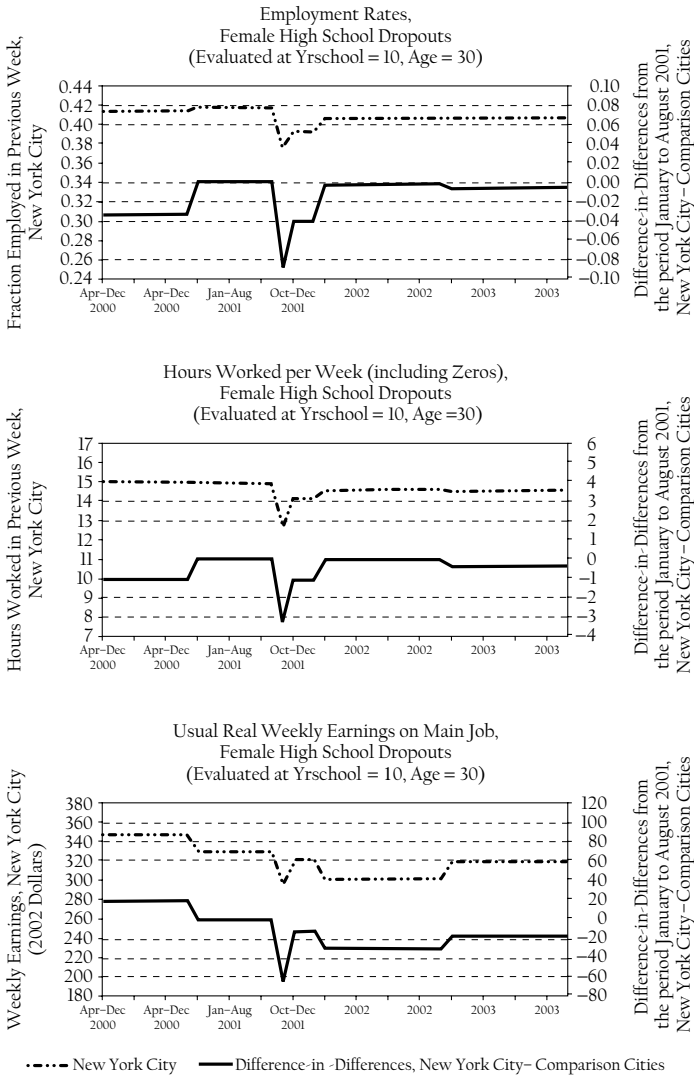 Employment Rates,
Female High School Dropouts
(Evaluated at Yrschool = 10, Age = 30)
Fraction Employed in Previous Week,
New York City
0.44
0.42
0.40
0.38
0.36
0.34
0.32
0.30
0.28
0.26
0.24
0.10
0.08
0.06
0.04
0.02
0.00
–0.02
–0.04
–0.06
–0.08
–0.10
Difference-in-Differences from
the period January to August 2001,
New York City–Comparison Cities
Apr–Dec Apr–Dec Jan–Aug Oct–Dec 2002 2002 2003 2003
2000 2000 2001 2001
Hours Worked per Week (including Zeros),
Female High School Dropouts
(Evaluated at Yrschool = 10, Age =30)
Hours Worked in Previous Week,
New York City
17
16
15
14
13
12
11
10
9
8
7
6
5
4
3
2
1
0
–1
–2
–3
–4
Difference-in-Differences from
the period January to August 2001,
New York City–Comparison Cities
Apr–Dec Apr–Dec Jan–Aug Oct–Dec 2002 2002 2003 2003
2000 2000 2001 2001
Usual Real Weekly Earnings on Main Job,
Female High School Dropouts
(Evaluated at Yrschool = 10, Age = 30)
Weekly Earnings, New York City
(2002 Dollars)
380
360
340
320
300
280
260
240
220
200
180
120
100
80
60
40
20
0
–20
–40
–60
–80
Difference-in-Differences from
the period January to August 2001,
New York City–Comparison Cities
Apr–Dec Apr–Dec Jan–Aug Oct–Dec 2002 2002 2003 2003
2000 2000 2001 2001
New York City Difference-in -Differences, New York City– Comparison Cities